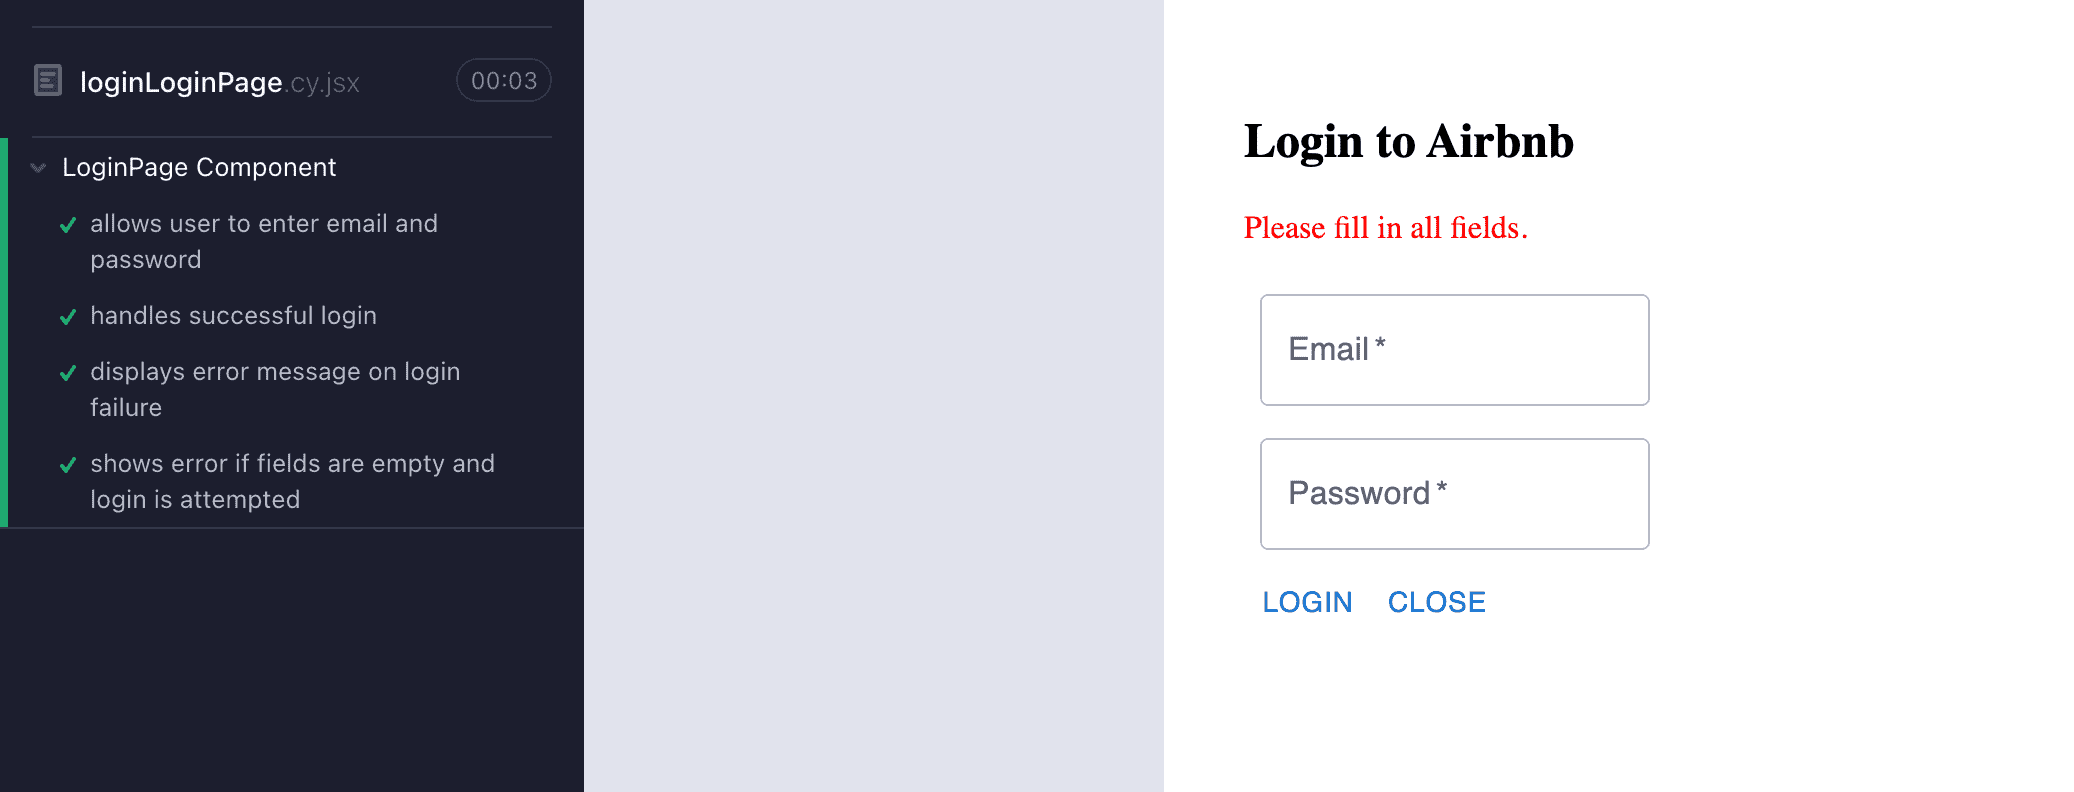 loginLoginPage.cy.jsx 00:03
LoginPage Component
allows user to enter email and
password
handles successful login
displays error message on login
failure
shows error if fields are empty and
login is attempted
Login to Airbnb
Please fill in all fields.
Email *
Password *
LOGIN CLOSE